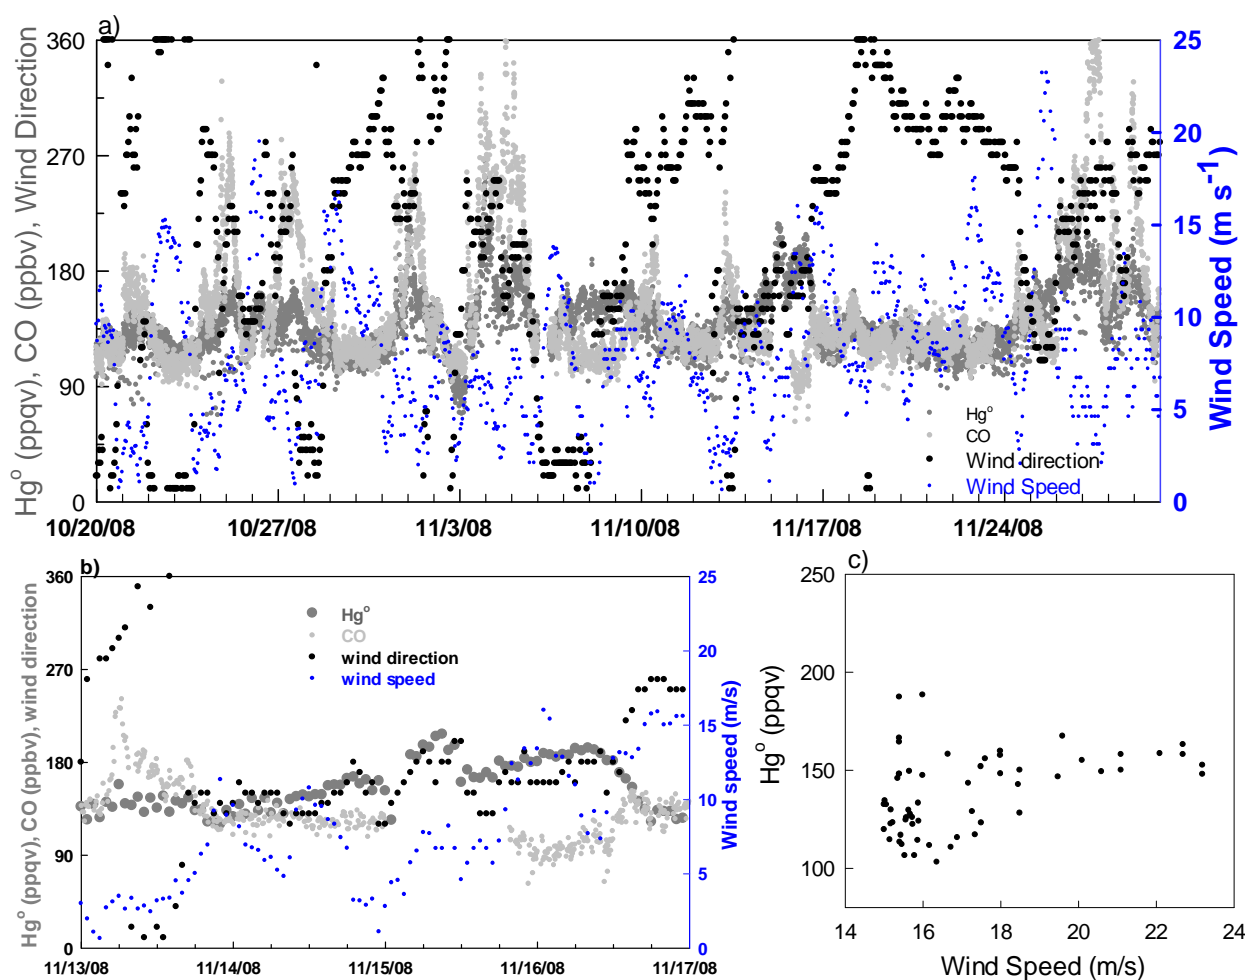 a)
Hg° (ppqv), CO (ppbv), Wind Direction
360
270
180
90
0
25
20
15
10
5
0
Wind Speed (m s-1)
Hg°
CO
Wind direction
Wind Speed
10/20/08 10/27/08 11/3/08 11/10/08 11/17/08 11/24/08
b)
Hg° (ppqv), CO (ppbv), wind direction
360
270
180
90
0
Hg°
CO
wind direction
wind speed
25
20
15
10
5
0
Wind speed (m/s)
11/13/08 11/14/08 11/15/08 11/16/08 11/17/08
c)
Hg° (ppqv)
250
200
150
100
14 16 18 20 22 24
Wind Speed (m/s)